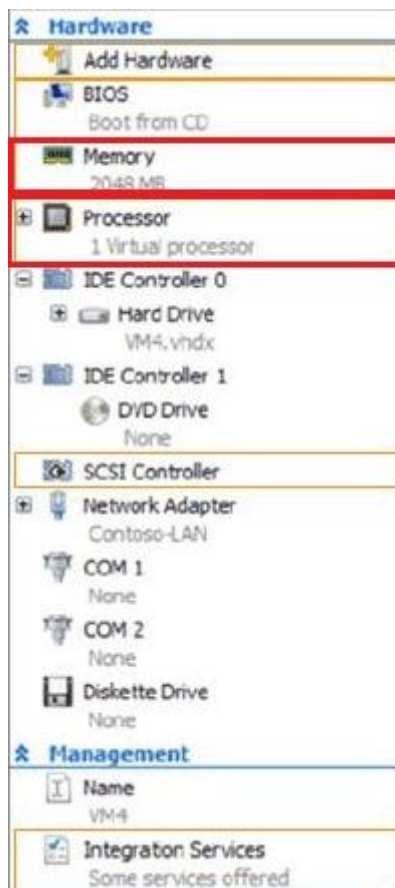 Hardware
Add Hardware
BIOS
Boot from CD
Memory
2048 MB
Processor
1 Virtual processor
IDE Controller 0
Hard Drive
VM4.vhdx
IDE Controller 1
DVD Drive
None
SCSI Controller
Network Adapter
Contoso-LAN
COM 1
None
COM 2
None
Diskette Drive
None
Management
Name
VM4
Integration Services
Some services offered